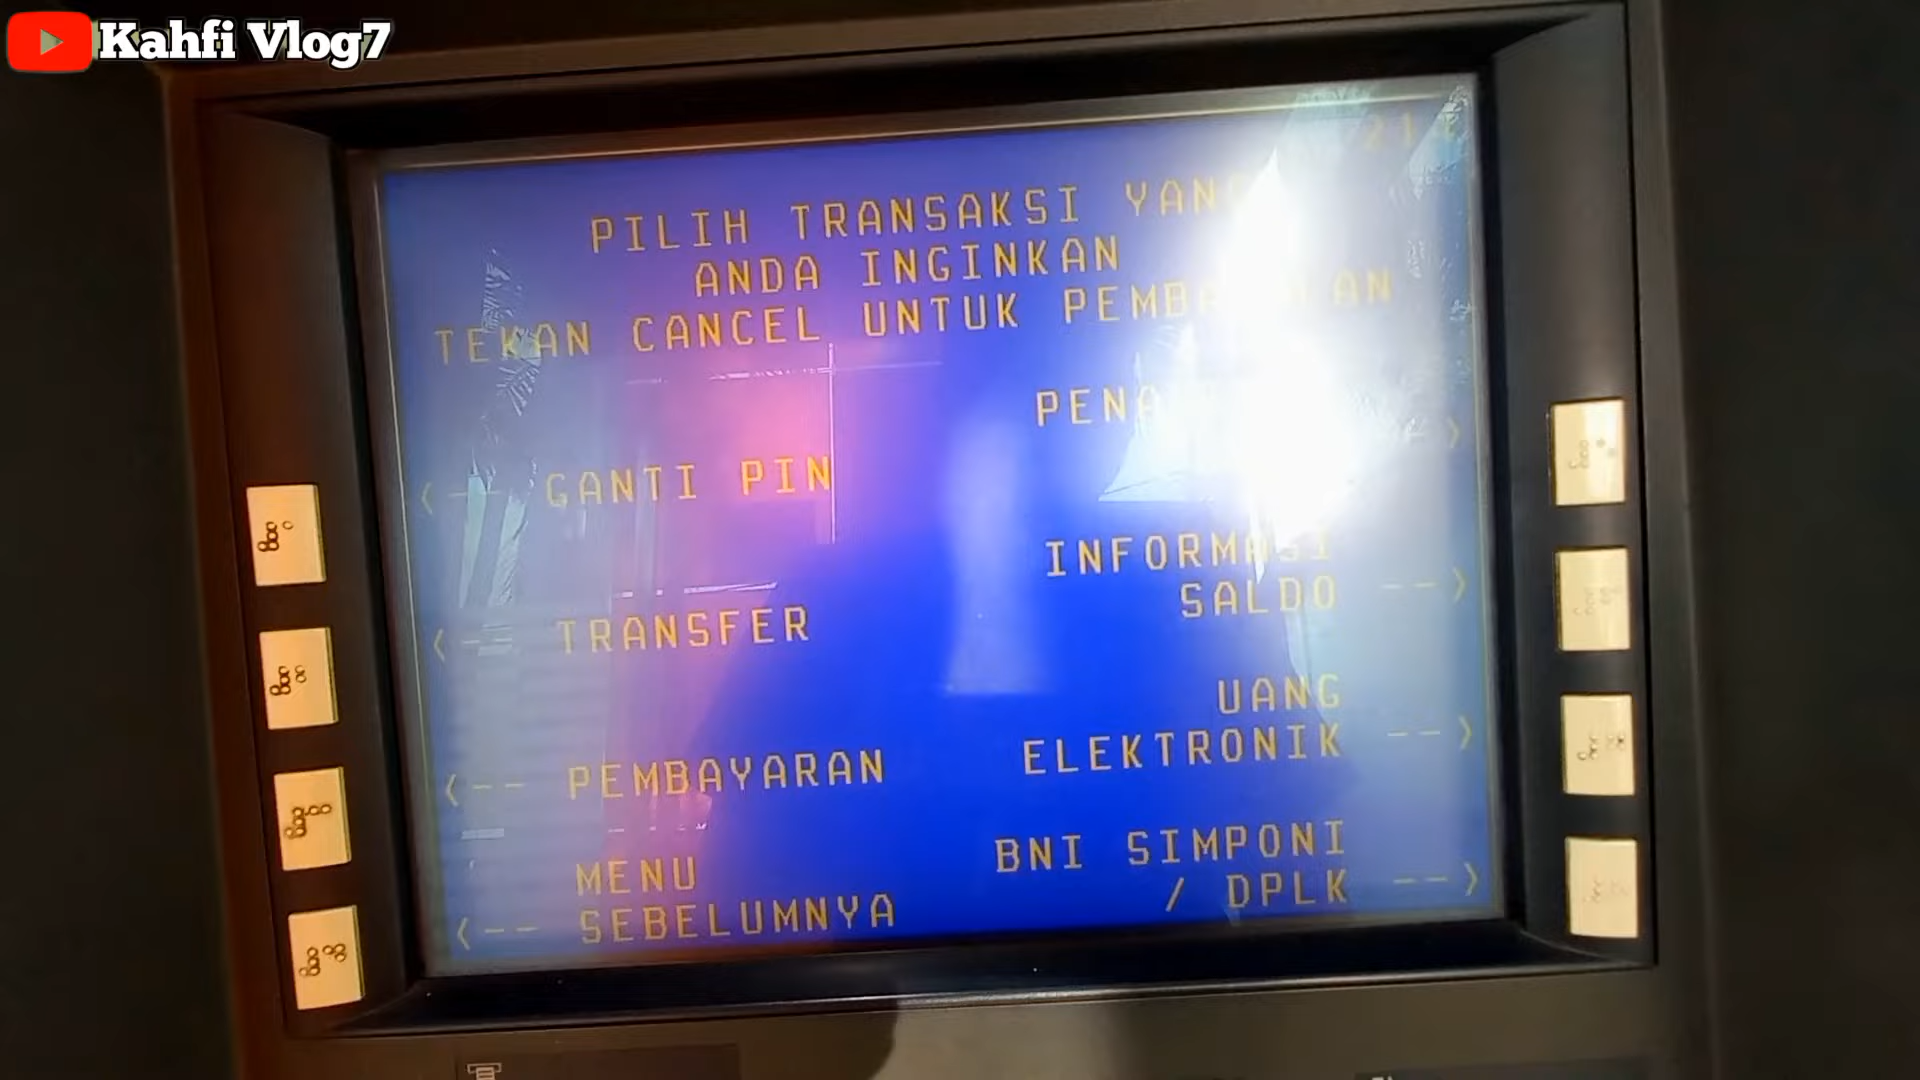 Kahfi Vlog7
PILIH TRANSAKSI
ANDA INGINKAN
TEKAN CANCEL UNTUK
<-- GANTI PIN
INFORMASI
SALDO -->
<-- TRANSFER
UANG
ELEKTRONIK -->
<-- PEMBAYARAN
BNI SIMPONI
/ DPLK -->
MENU
<-- SEBELUMNYA